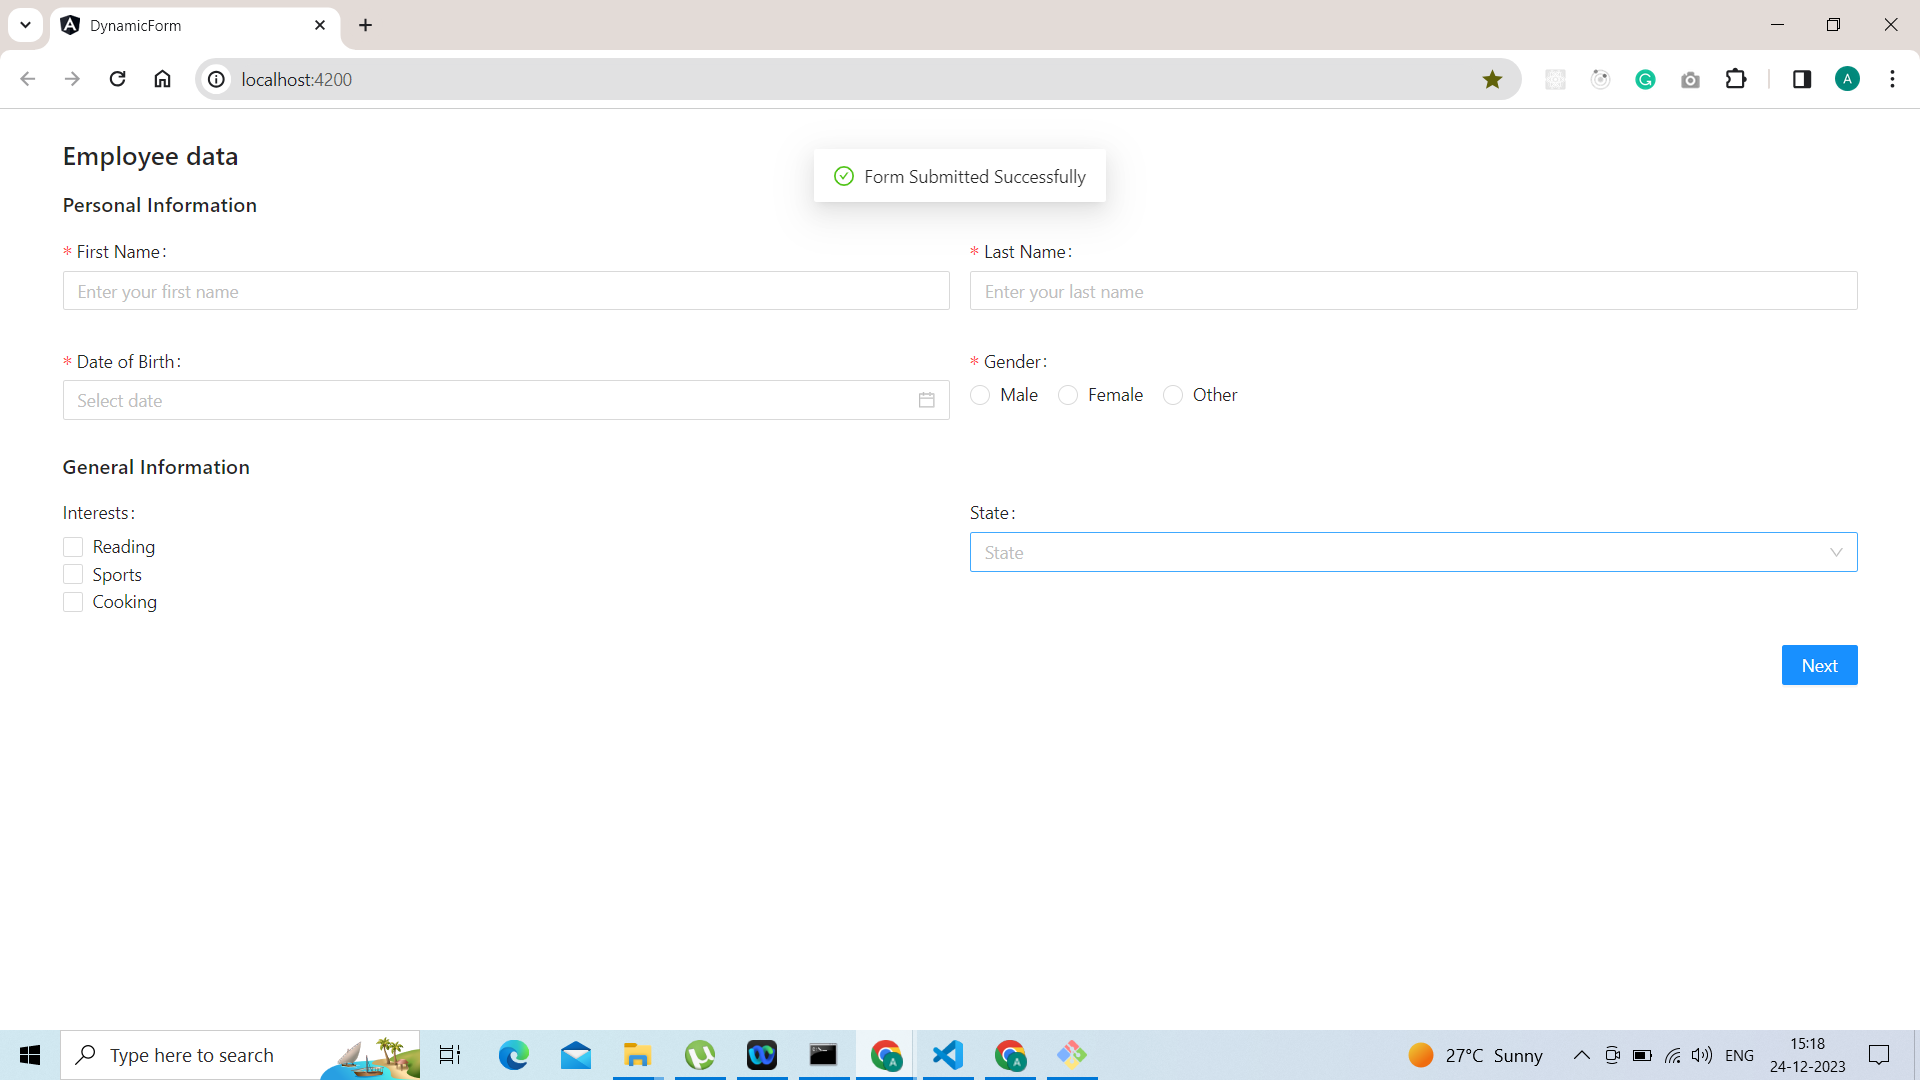 DynamicForm
localhost:4200
A
Employee data
Form Submitted Successfully
Personal Information
* First Name:
* Last Name:
Enter your first name
Enter your last name
* Date of Birth:
* Gender:
Select date
Male
Female
Other
General Information
Interests:
State:
Reading
State
Sports
Cooking
Next
Type here to search
27°C Sunny
ENG
15:18
24-12-2023